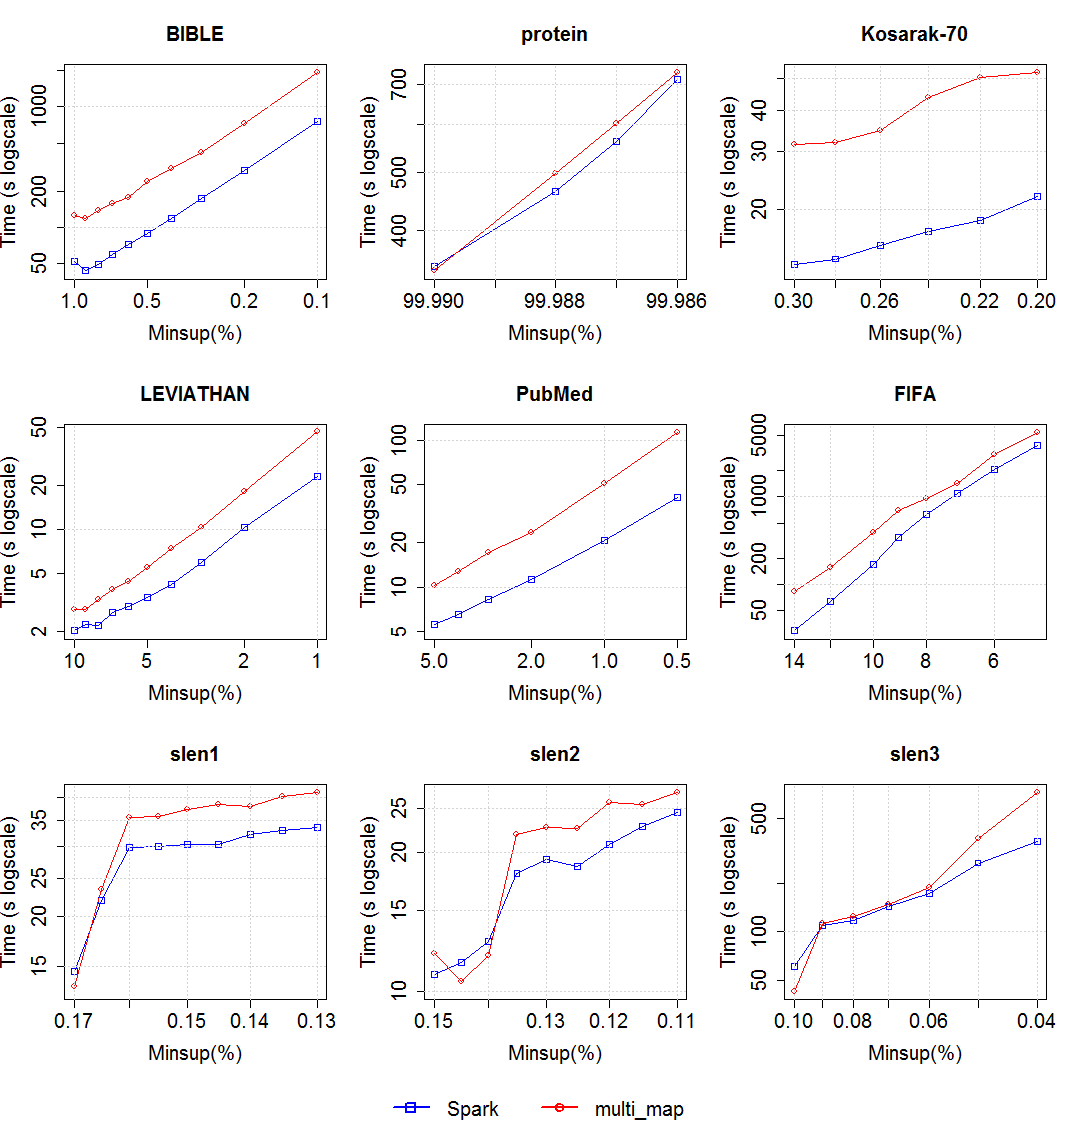 BIBLE
Time (s logscale)
50 200 1000
1.0 0.5 0.2 0.1
Minsup(%)
protein
Time (s logscale)
400 500 700
99.990 99.988 99.986
Minsup(%)
Kosarak-70
Time (s logscale)
20 30 40
0.30 0.26 0.22 0.20
Minsup(%)
LEVIATHAN
Time (s logscale)
2 5 10 20 50
10 5 2 1
Minsup(%)
PubMed
Time (s logscale)
5 10 20 50 100
5.0 2.0 1.0 0.5
Minsup(%)
FIFA
Time (s logscale)
50 200 1000 5000
14 10 8 6
Minsup(%)
slen1
Time (s logscale)
15 20 25 35
0.17 0.15 0.14 0.13
Minsup(%)
slen2
Time (s logscale)
10 15 20 25
0.15 0.13 0.12 0.11
Minsup(%)
slen3
Time (s logscale)
50 100 500
0.10 0.08 0.06 0.04
Minsup(%)
Spark multi_map